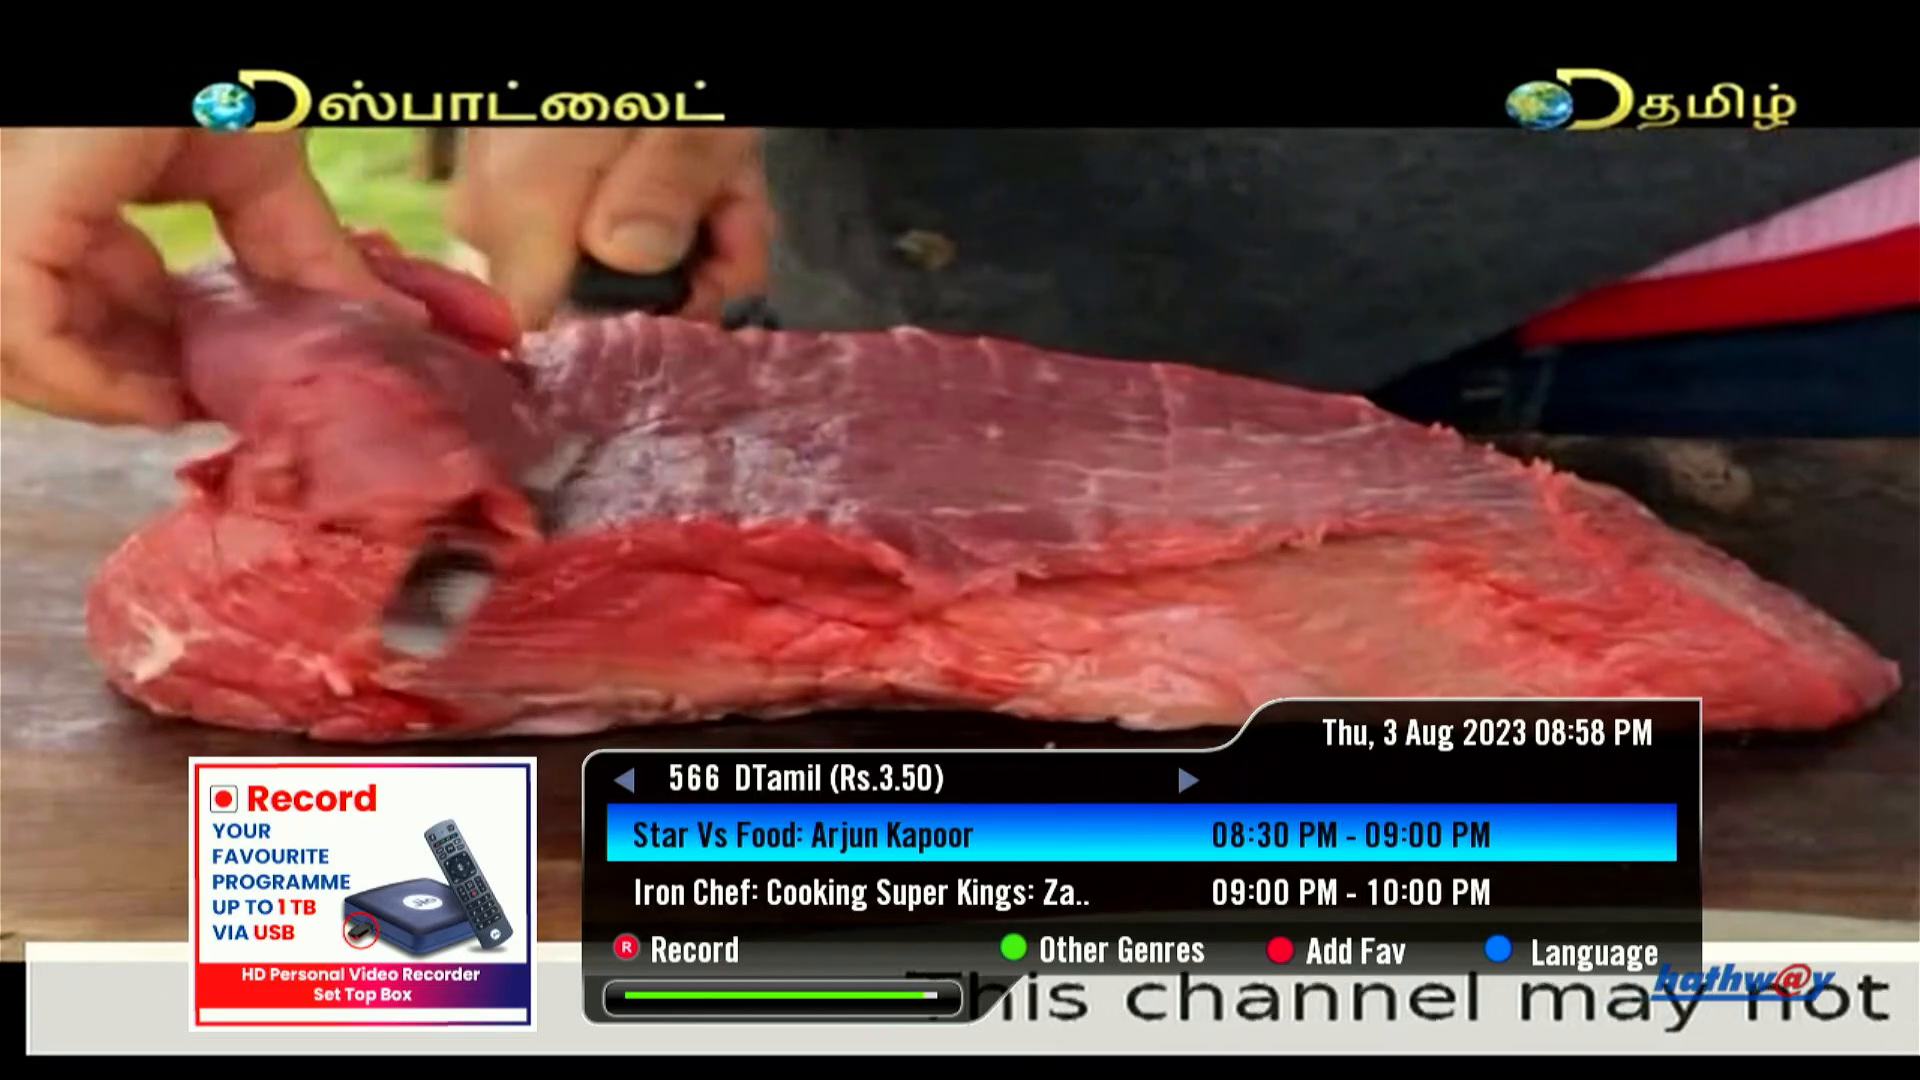 ஸ்பாட்லைட்
தமிழ்
Thu, 3 Aug 2023 08:58 PM
566 DTamil (Rs.3.50)
Star Vs Food: Arjun Kapoor 08:30 PM - 09:00 PM
Iron Chef: Cooking Super Kings: Za.. 09:00 PM - 10:00 PM
R Record Other Genres Add Fav Language
Record
YOUR
FAVOURITE
PROGRAMME
UP TO 1 TB
VIA USB
Jio
HD Personal Video Recorder
Set Top Box
This channel may not
hathw@y